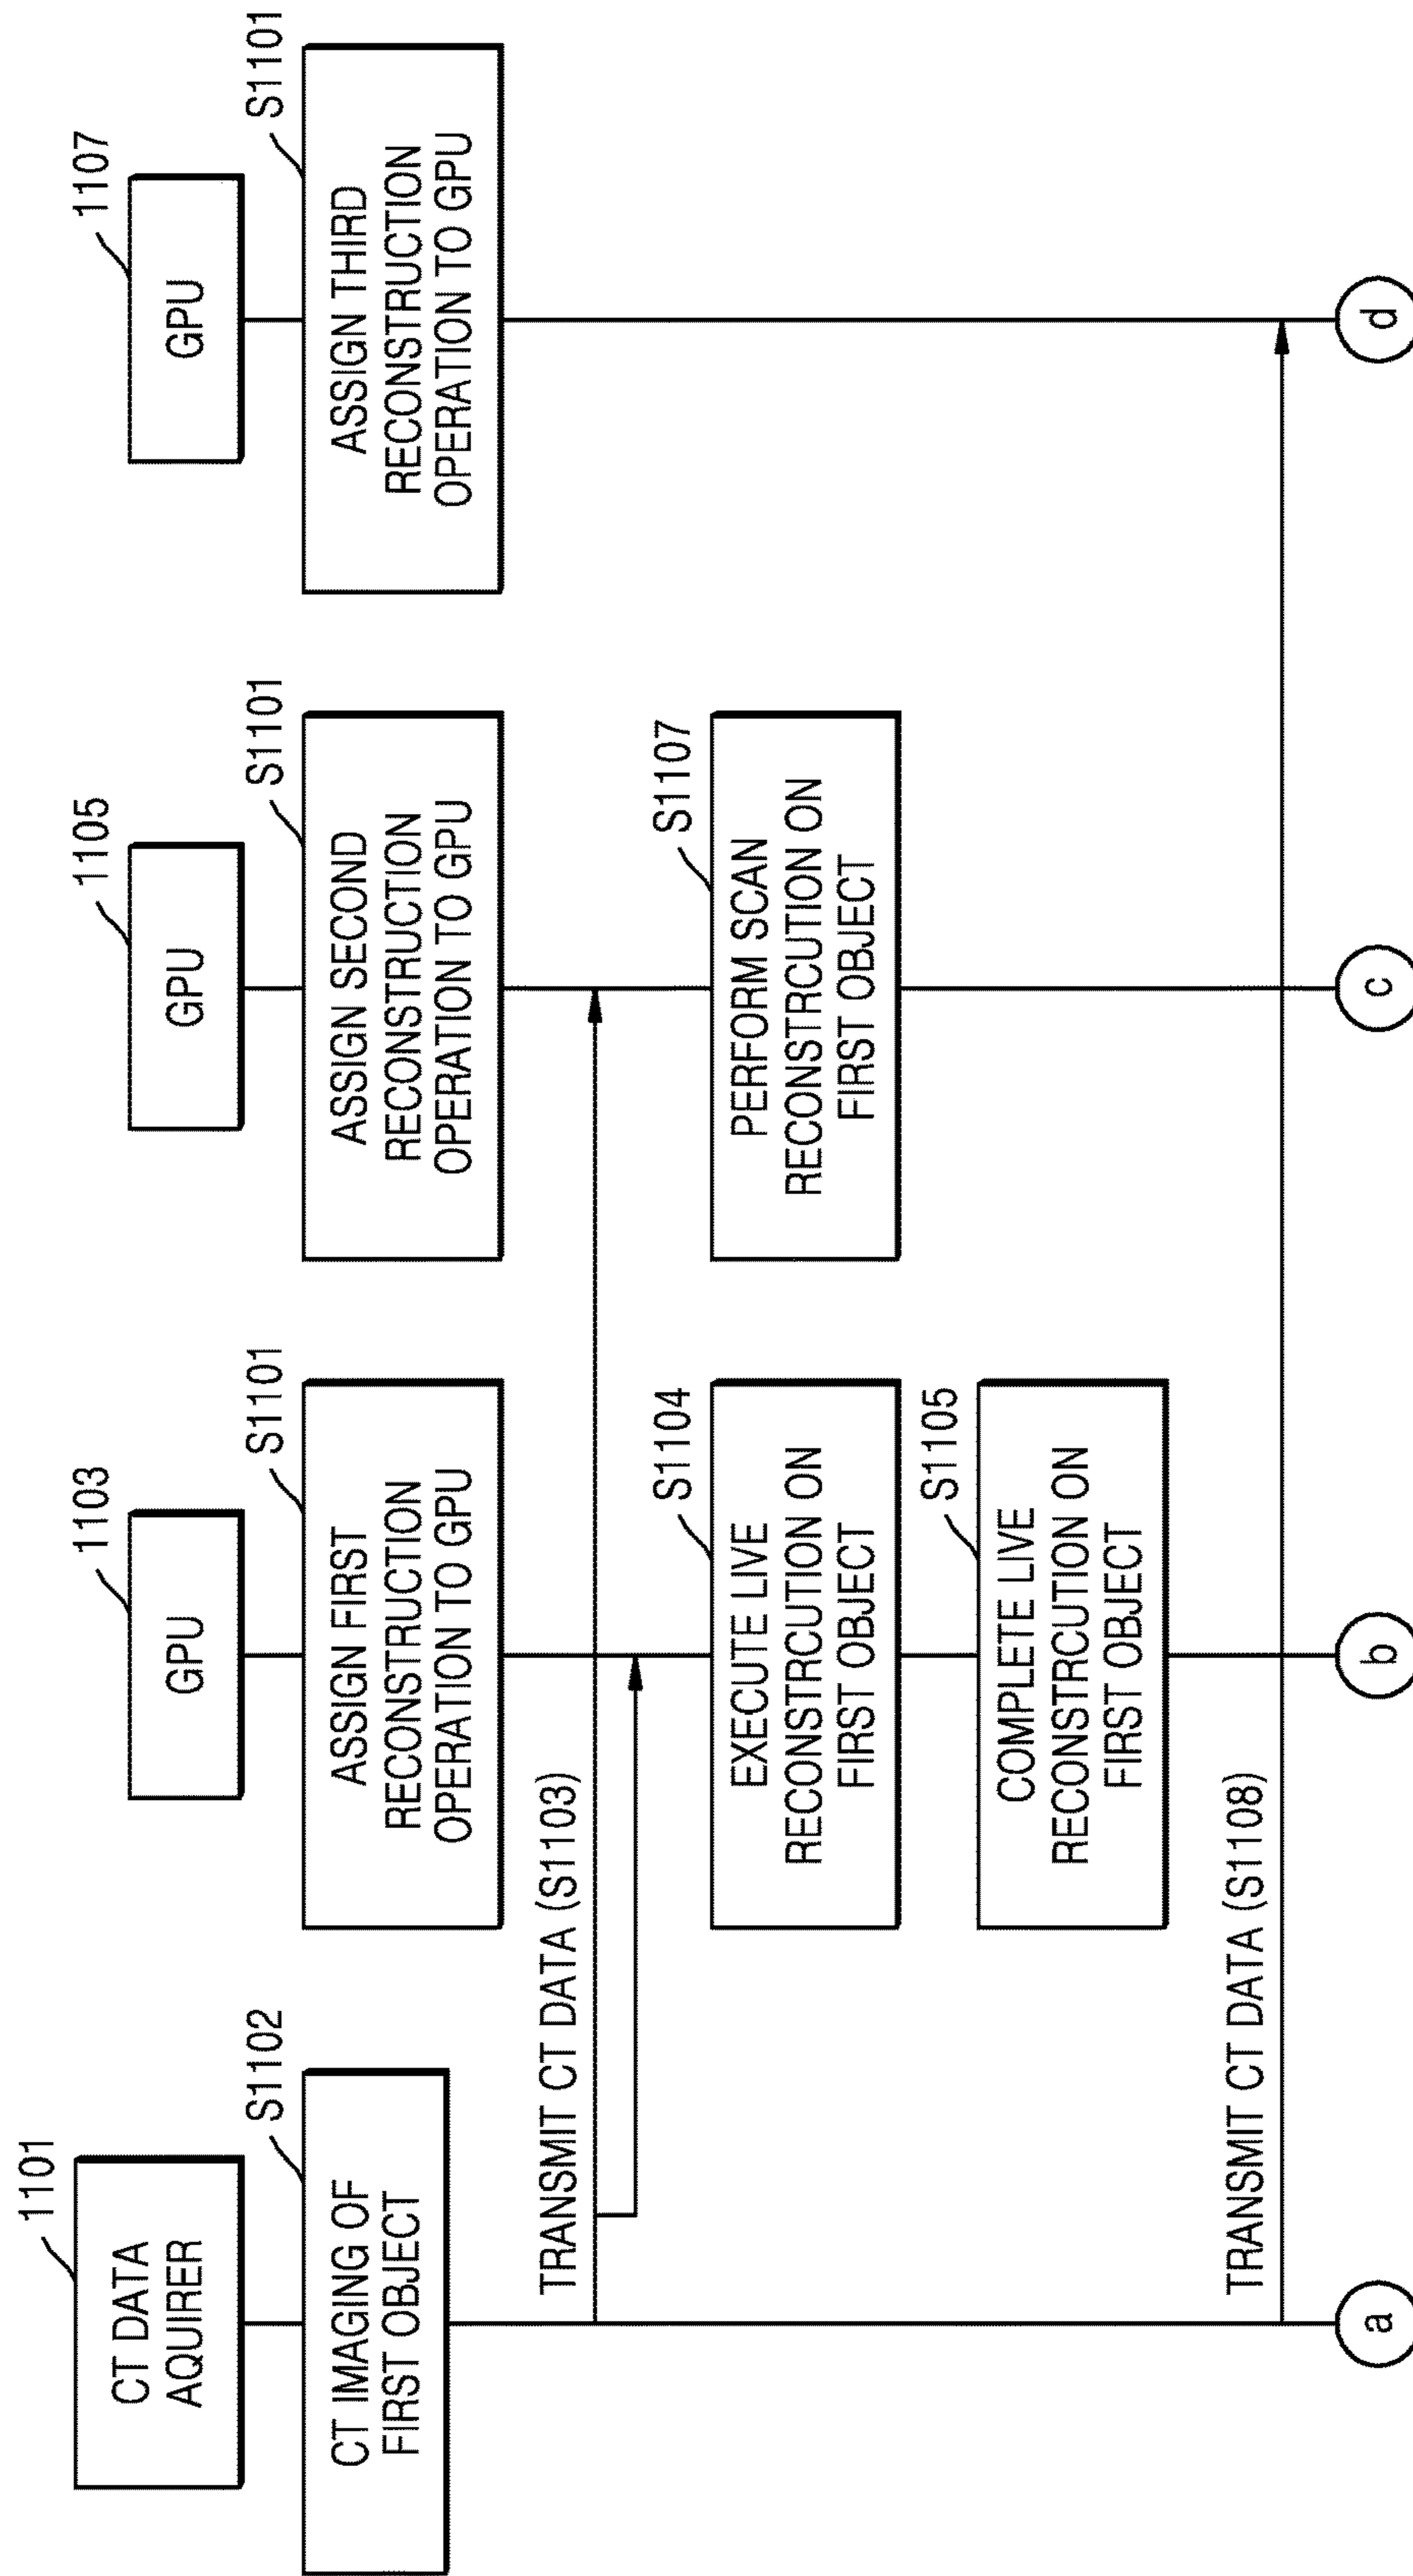 1101
CT DATA
AQUIRER
S1102
CT IMAGING OF
FIRST OBJECT
1103
GPU
S1101
ASSIGN FIRST
RECONSTRUCTION
OPERATION TO GPU
1105
GPU
S1101
ASSIGN SECOND
RECONSTRUCTION
OPERATION TO GPU
1107
GPU
S1101
ASSIGN THIRD
RECONSTRUCTION
OPERATION TO GPU
TRANSMIT CT DATA (S1103)
S1104
EXECUTE LIVE
RECONSTRCUTION ON
FIRST OBJECT
S1107
PERFORM SCAN
RECONSTRCUTION ON
FIRST OBJECT
S1105
COMPLETE LIVE
RECONSTRCUTION ON
FIRST OBJECT
TRANSMIT CT DATA (S1108)
a
b
c
d